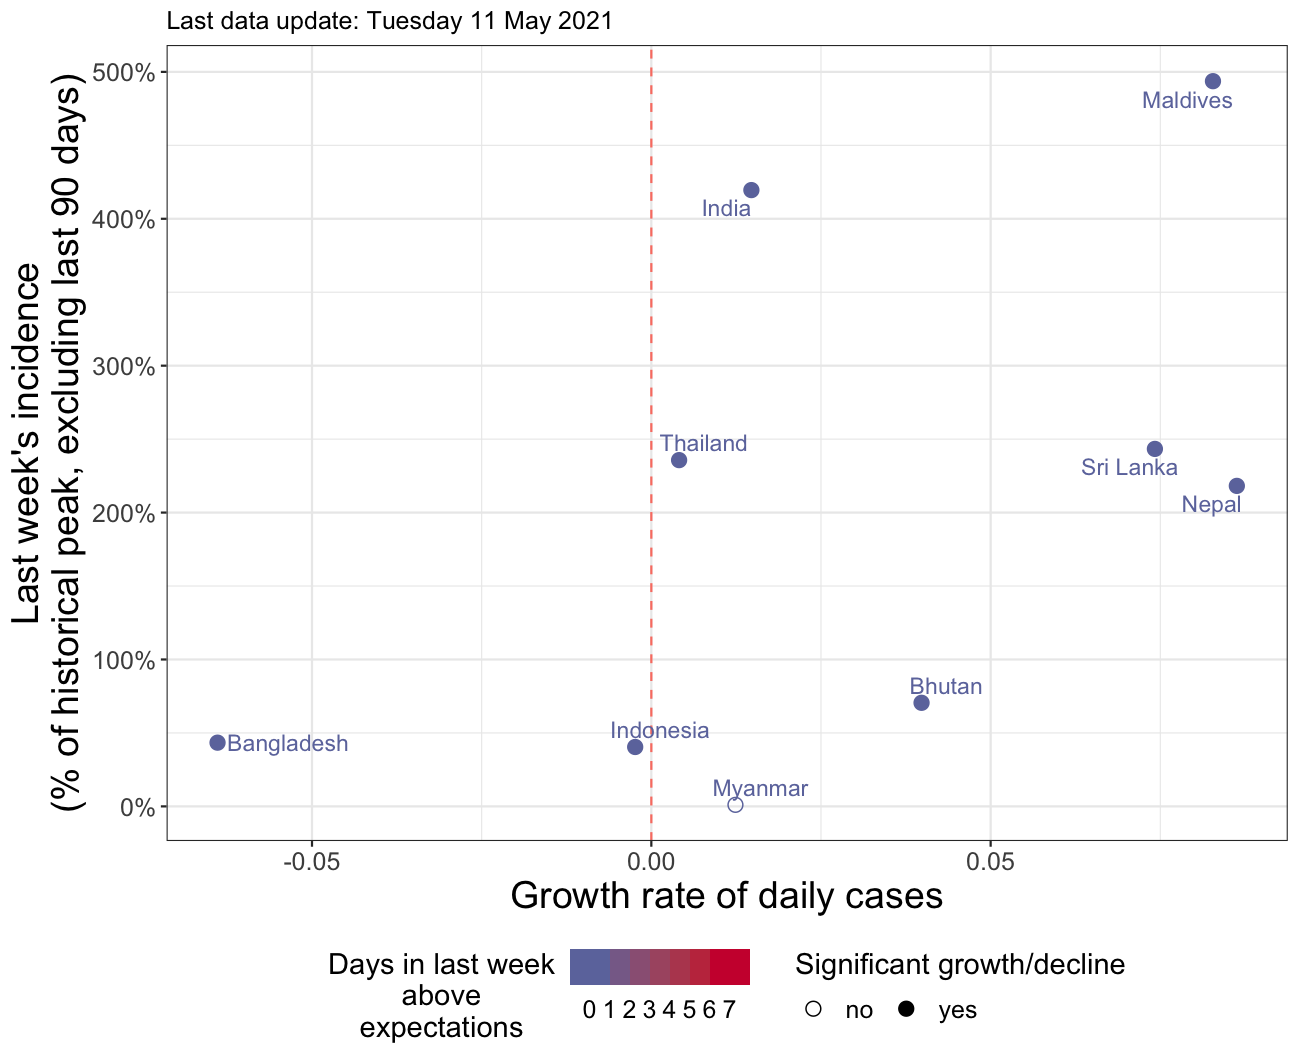 Last data update: Tuesday 11 May 2021
Last week's incidence
(% of historical peak, excluding last 90 days)
500%
400%
300%
200%
100%
0%
Maldives
India
Thailand
Sri Lanka
Nepal
Bhutan
Indonesia
Bangladesh
Myanmar
-0.05
0.00
0.05
Growth rate of daily cases
Days in last week
above
expectations
0 1 2 3 4 5 6 7
Significant growth/decline
no
yes